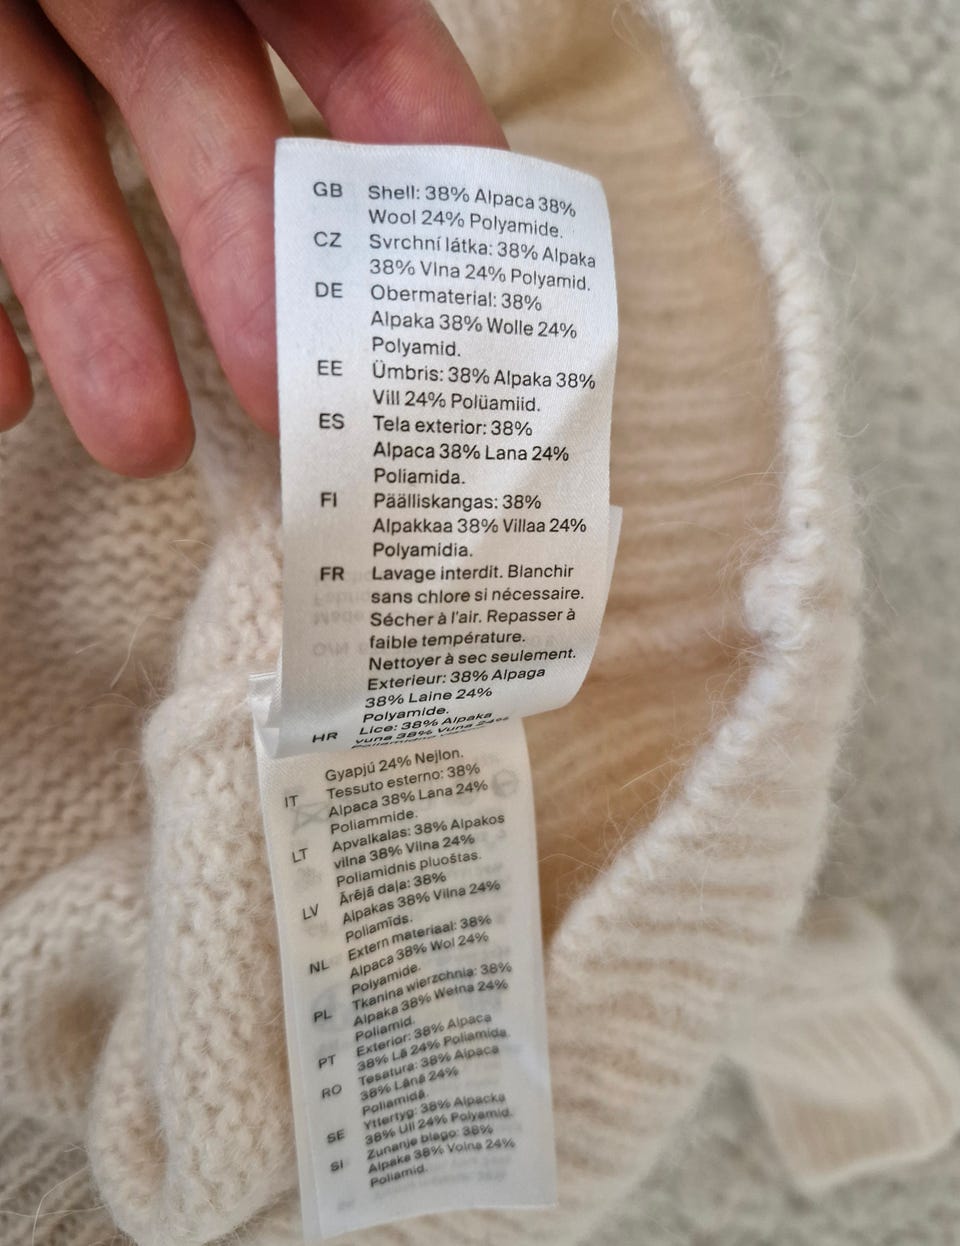 GB Shell: 38% Alpaca 38%
Wool 24% Polyamide.
CZ Svrchní látka: 38% Alpaka
38% Vlna 24% Polyamid.
DE Obermaterial: 38%
Alpaka 38% Wolle 24%
Polyamid.
EE Ümbris: 38% Alpaka 38%
Vill 24% Polüamiid.
ES Tela exterior: 38%
Alpaca 38% Lana 24%
Poliamida.
FI Päälliskangas: 38%
Alpakkaa 38% Villaa 24%
Polyamidia.
FR Lavage interdit. Blanchir
sans chlore si nécessaire.
Sécher à l'air. Repasser à
faible température.
Nettoyer à sec seulement.
Exterieur: 38% Alpaga
38% Laine 24%
Polyamide.
HR Lice: 38% Alpaka
vuna 38% Vuna 24%
Gyapjú 24% Nejlon.
IT Tessuto esterno: 38%
Alpaca 38% Lana 24%
Poliammide.
LT Apvalkalas: 38% Alpakos
vilna 38% Vilna 24%
Poliamidnis pluoštas.
LV Ārējā daļa: 38%
Alpakas 38% Vilna 24%
Poliamīds.
NL Extern materiaal: 38%
Alpaca 38% Wol 24%
Polyamide.
PL Tkanina wierzchnia: 38%
Alpaka 38% Wełna 24%
Poliamid.
PT Exterior: 38% Alpaca
38% Lã 24% Poliamida.
RO Tesatura: 38% Alpaca
38% Lână 24%
Poliamidă.
SE Yttertyg: 38% Alpacka
38% Ull 24% Polyamid.
SI Zunanje blago: 38%
Alpaka 38% Volna 24%
Poliamid.